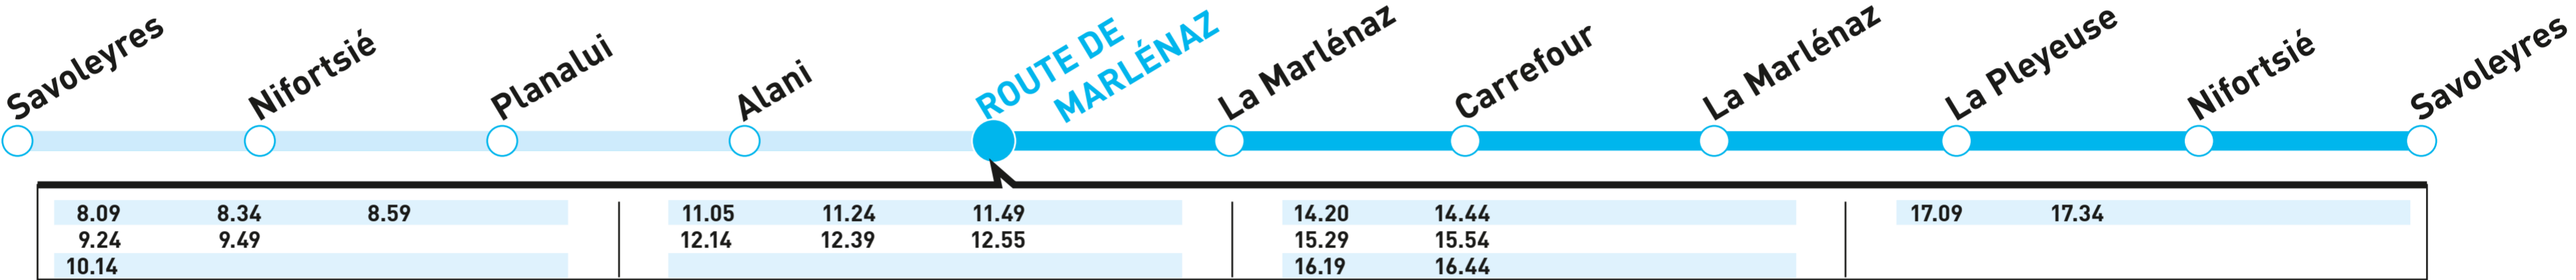 Savoleyres
Nifortsié
Planalui
Alani
ROUTE DE
MARLÉNAZ
La Marlénaz
Carrefour
La Marlénaz
La Pleyeuse
Nifortsié
Savoleyres
8.09 8.34 8.59
9.24 9.49
10.14
11.05 11.24 11.49
12.14 12.39 12.55
14.20 14.44
15.29 15.54
16.19 16.44
17.09 17.34